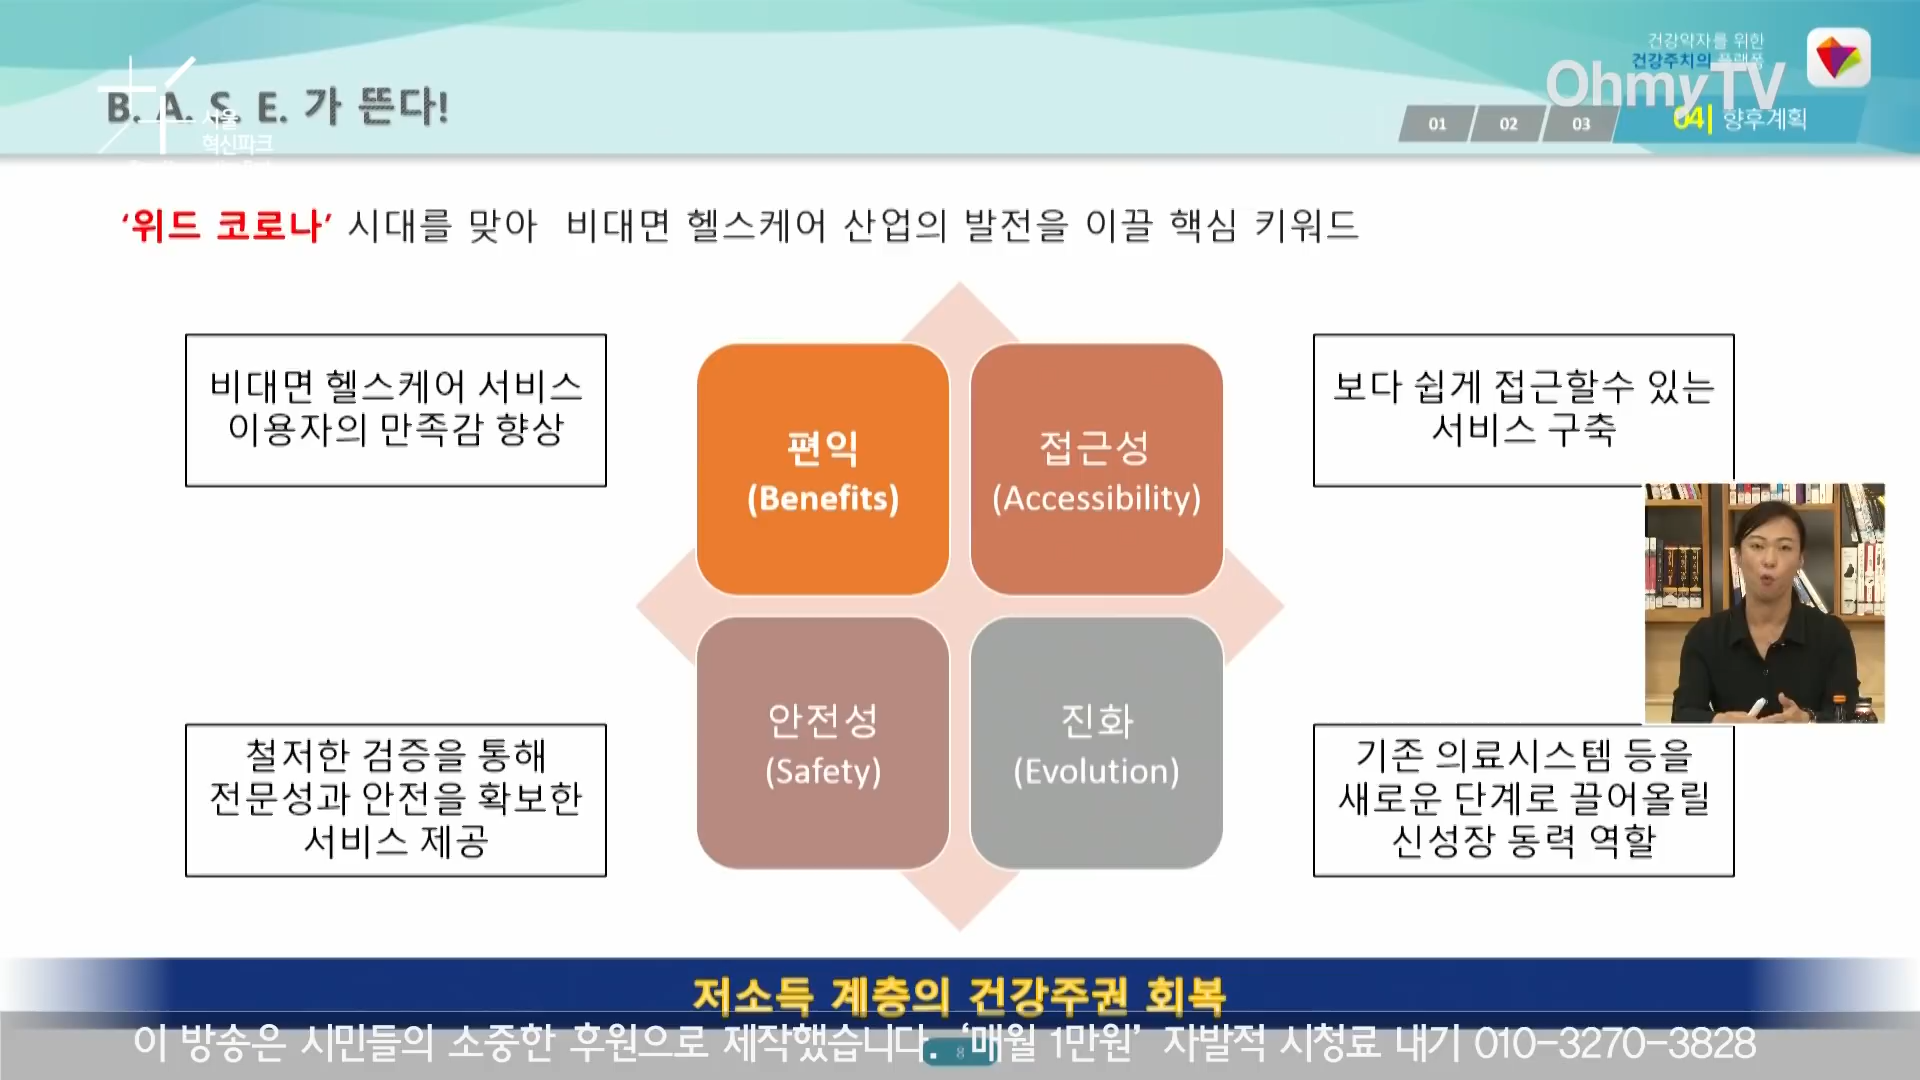 건강약자를 위한
건강주치의 플랫폼
OhmyTV
B. A. S. E. 가 뜬다!
서울
혁신파크
01
02
03
04| 향후계획
‘위드 코로나’ 시대를 맞아 비대면 헬스케어 산업의 발전을 이끌 핵심 키워드
비대면 헬스케어 서비스
이용자의 만족감 향상
편익
(Benefits)
접근성
(Accessibility)
보다 쉽게 접근할수 있는
서비스 구축
철저한 검증을 통해
전문성과 안전을 확보한
서비스 제공
안전성
(Safety)
진화
(Evolution)
기존 의료시스템 등을
새로운 단계로 끌어올릴
신성장 동력 역할
저소득 계층의 건강주권 회복
이 방송은 시민들의 소중한 후원으로 제작했습니다. ‘매월 1만원’ 자발적 시청료 내기 010-3270-3828
8